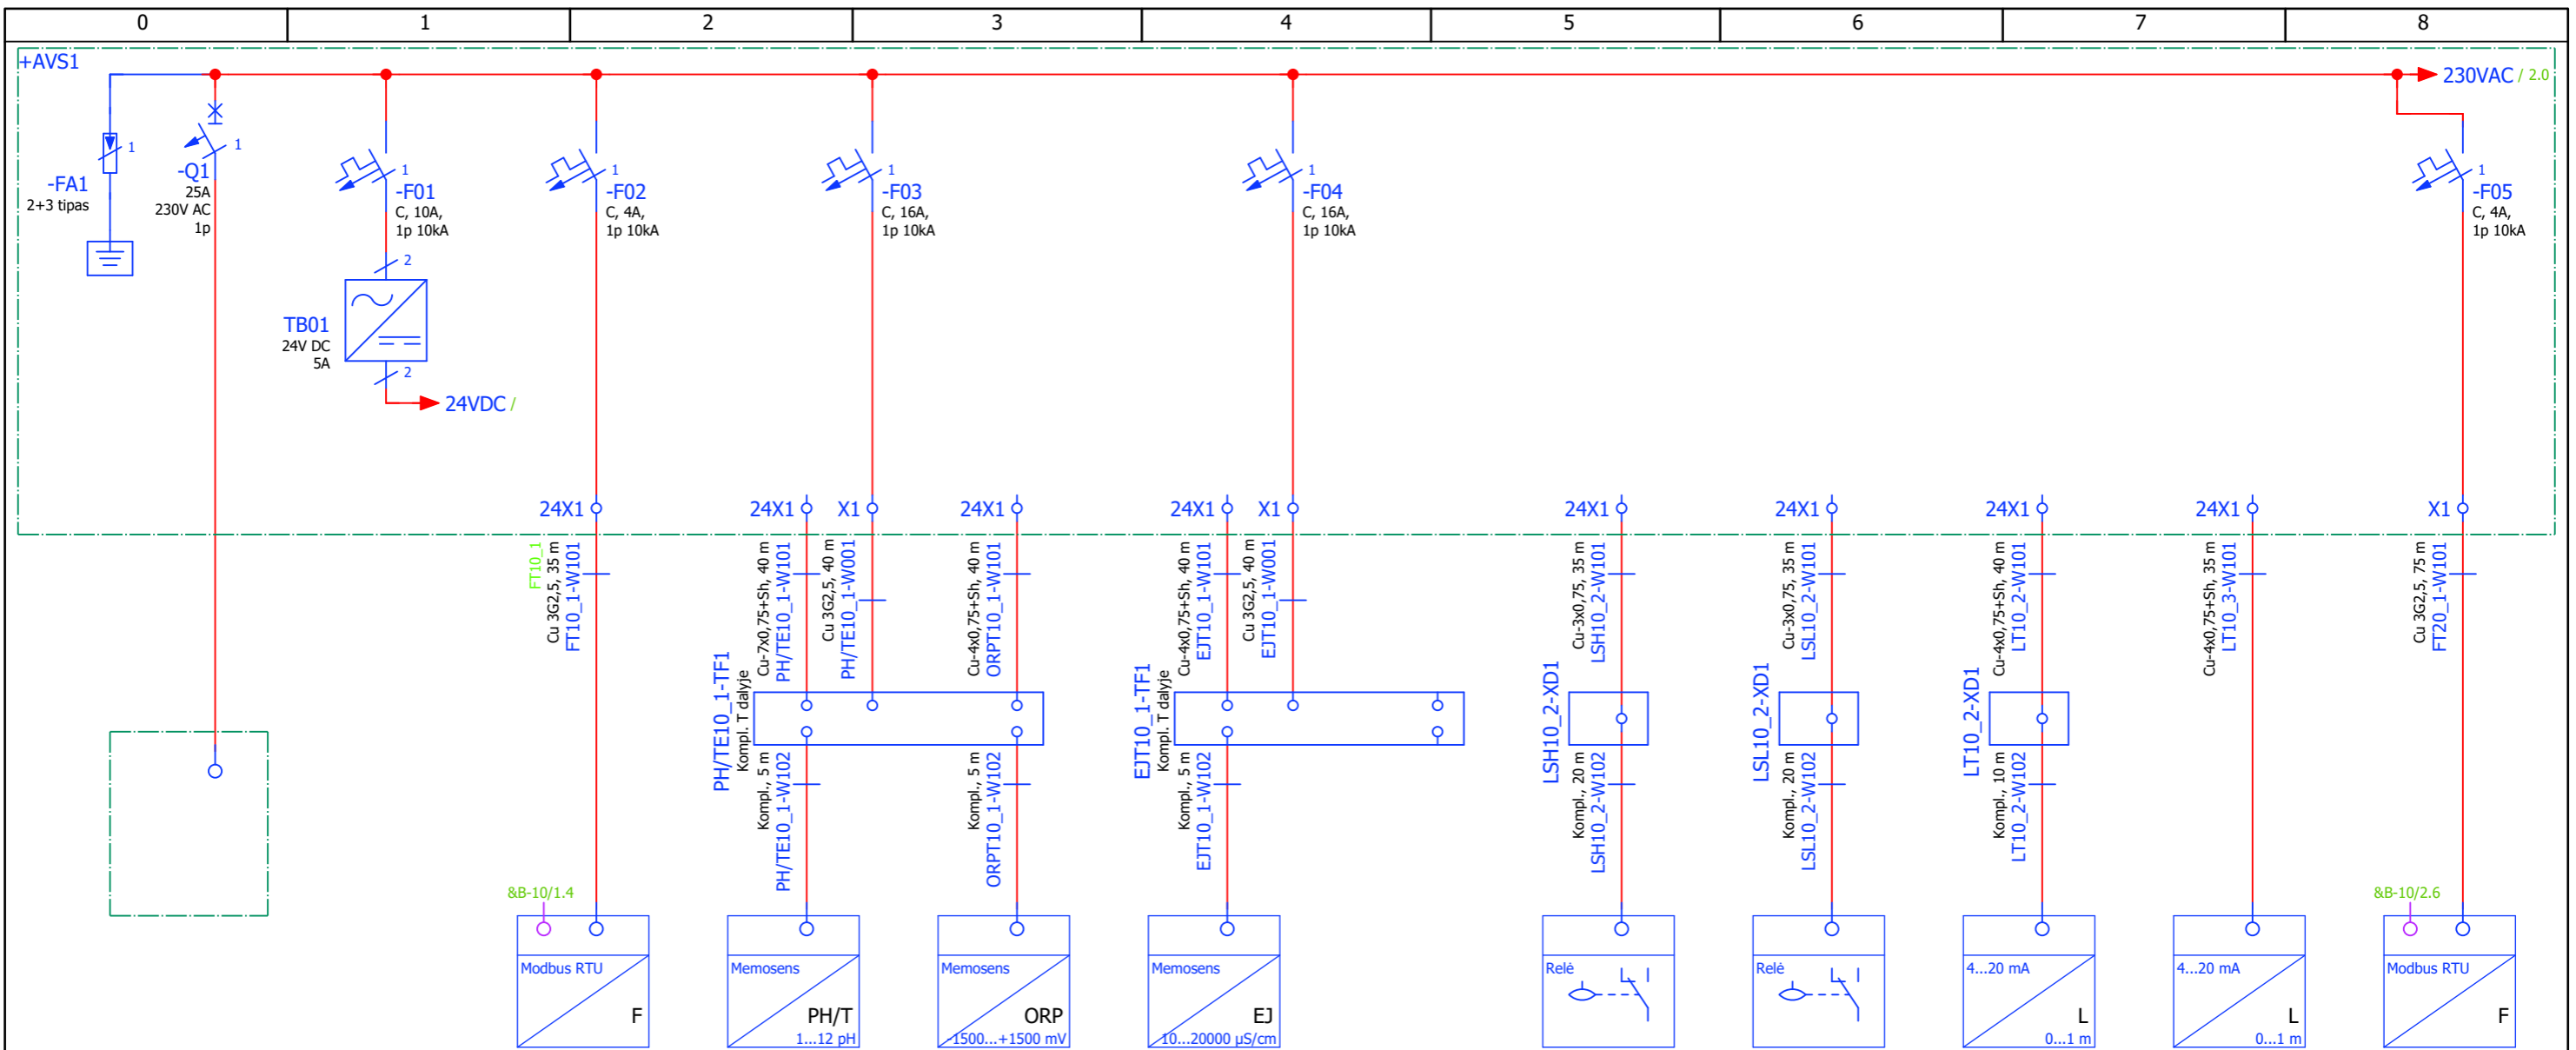 0 1 2 3 4 5 6 7 8
+AVS1
230VAC / 2.0
-FA1
2+3 tipas
1
-Q1
25A
230V AC
1p
1
1
-F01
C, 10A,
1p 10kA
2
TB01
24V DC
5A
2
24VDC /
1
-F02
C, 4A,
1p 10kA
1
-F03
C, 16A,
1p 10kA
1
-F04
C, 16A,
1p 10kA
1
-F05
C, 4A,
1p 10kA
24X1
24X1
X1
24X1
24X1
X1
24X1
24X1
24X1
24X1
X1
FT10_1
Cu 3G2,5, 35 m
FT10_1-W101
Cu-7x0,75+Sh, 40 m
PH/TE10_1-W101
Cu 3G2,5, 40 m
PH/TE10_1-W001
Cu-4x0,75+Sh, 40 m
ORPT10_1-W101
Cu-4x0,75+Sh, 40 m
EJT10_1-W101
Cu 3G2,5, 40 m
EJT10_1-W001
Cu-3x0,75, 35 m
LSH10_2-W101
Cu-3x0,75, 35 m
LSL10_2-W101
Cu-4x0,75+Sh, 40 m
LT10_2-W101
Cu-4x0,75+Sh, 35 m
LT10_3-W101
Cu 3G2,5, 75 m
FT20_1-W101
PH/TE10_1-TF1
Kompl. T dalyje
EJT10_1-TF1
Kompl. T dalyje
LSH10_2-XD1
LSL10_2-XD1
LT10_2-XD1
Kompl., 5 m
PH/TE10_1-W102
Kompl., 5 m
ORPT10_1-W102
Kompl., 5 m
EJT10_1-W102
Kompl., 20 m
LSH10_2-W102
Kompl., 20 m
LSL10_2-W102
Kompl., 10 m
LT10_2-W102
&B-10/1.4
&B-10/2.6
Modbus RTU
F
Memosens
PH/T
1...12 pH
Memosens
ORP
-1500...+1500 mV
Memosens
EJ
10...20000 µS/cm
Relė
Relė
4...20 mA
L
0...1 m
4...20 mA
L
0...1 m
Modbus RTU
F